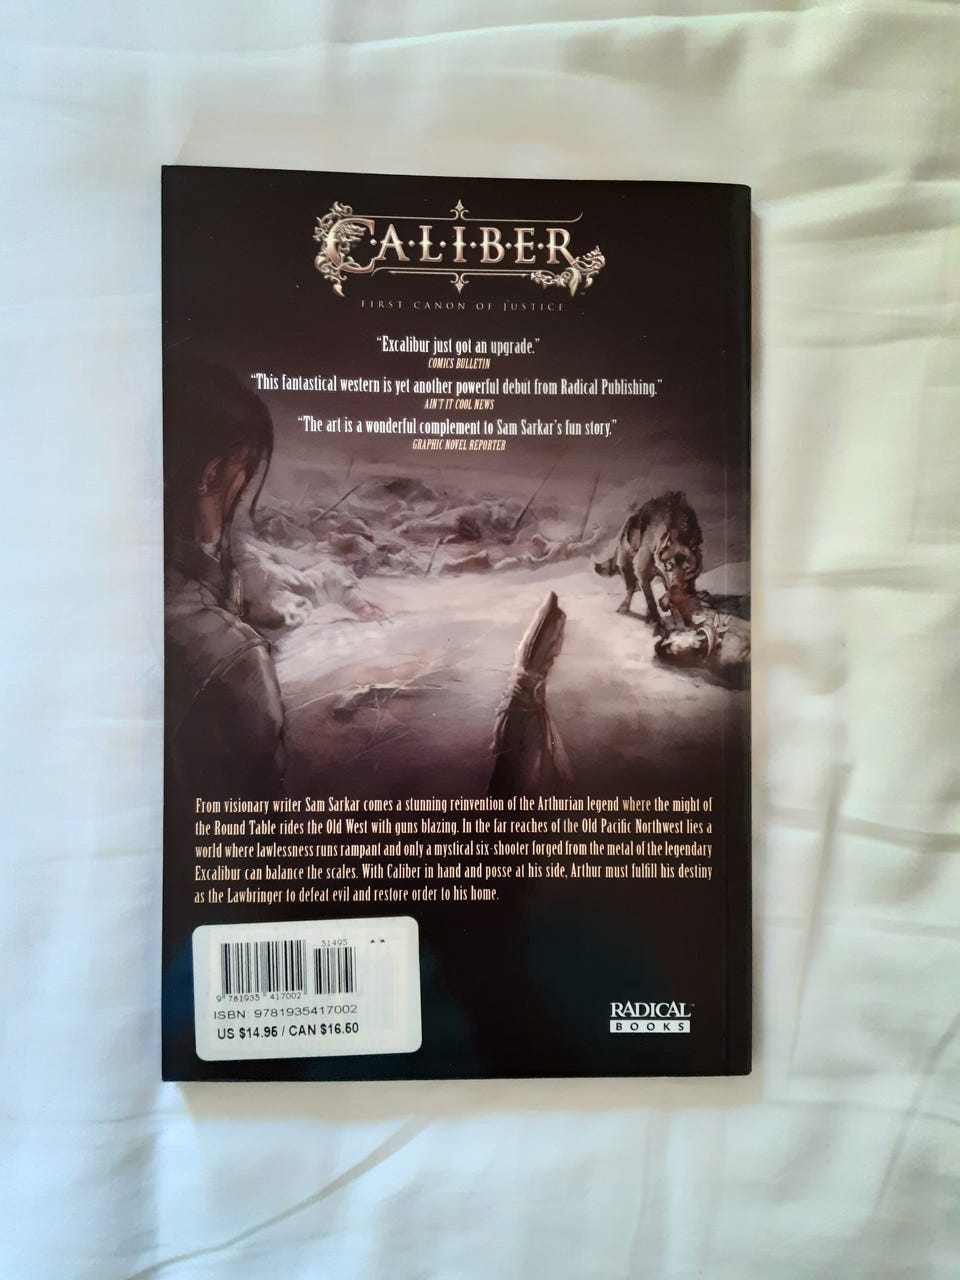 C·A·L·I·B·E·R
FIRST CANON OF JUSTICE
“Excalibur just got an upgrade.”
COMICS BULLETIN
“This fantastical western is yet another powerful debut from Radical Publishing.”
AIN'T IT COOL NEWS
“The art is a wonderful complement to Sam Sarkar's fun story.”
GRAPHIC NOVEL REPORTER
From visionary writer Sam Sarkar comes a stunning reinvention of the Arthurian legend where the might of
the Round Table rides the Old West with guns blazing. In the far reaches of the Old Pacific Northwest lies a
world where lawlessness runs rampant and only a mystical six-shooter forged from the metal of the legendary
Excalibur can balance the scales. With Caliber in hand and posse at his side, Arthur must fulfill his destiny
as the Lawbringer to defeat evil and restore order to his home.
51495
9 781935 417002
ISBN: 9781935417002
US $14.95 / CAN $16.50
RADICAL™
BOOKS